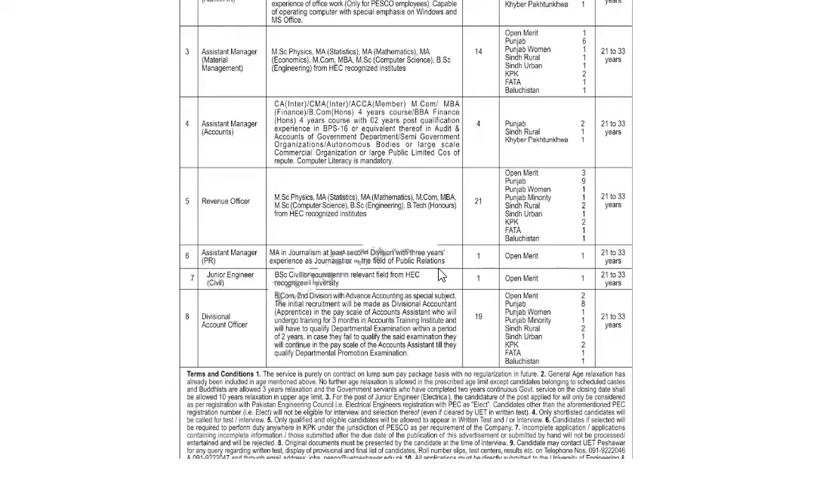 experience of office work (Only for PESCO employees). Capable
of operating computer with special emphasis on Windows and
MS Office.
Khyber Pakhtunkhwa 1
years
3
Assistant Manager
(Material
Management)
M.Sc Physics, MA (Statistics), MA (Mathematics), MA
(Economics), M.Com, MBA, M.Sc (Computer Science), B.Sc
(Engineering) from HEC recognized institutes
14
Open Merit 1
Punjab 6
Punjab Women 1
Sindh Rural 1
Sindh Urban 1
KPK 2
FATA 1
Baluchistan 1
21 to 33
years
4
Assistant Manager
(Accounts)
CA(Inter)/CMA(Inter)/ACCA(Member) M.Com/ MBA
(Finance)/B.Com(Hons) 4 years course/BBA Finance
(Hons) 4 years course with 02 years post qualification
experience in BPS-16 or equivalent thereof in Audit &
Accounts of Government Department/Semi Government
Organizations/Autonomous Bodies or large scale
Commercial Organization or large Public Limited Cos of
repute. Computer Literacy is mandatory.
4
Punjab 2
Sindh Rural 1
Khyber Pakhtunkhwa 1
21 to 33
years
5
Revenue Officer
M.Sc Physics, MA (Statistics), MA (Mathematics), M.Com, MBA,
M.Sc (Computer Science), B.Sc (Engineering), B.Tech (Honours)
from HEC recognized institutes
21
Open Merit 3
Punjab 9
Punjab Women 1
Punjab Minority 1
Sindh Rural 2
Sindh Urban 1
KPK 2
FATA 1
Baluchistan 1
21 to 33
years
6
Assistant Manager
(PR)
MA in Journalism at least second Division with three years'
experience as Journalist or in the field of Public Relations
1
Open Merit 1
21 to 33
years
7
Junior Engineer
(Civil)
BSc Civil or equivalent in relevant field from HEC
recognized University
1
Open Merit 1
21 to 33
years
8
Divisional
Account Officer
B.Com, 2nd Division with Advance Accounting as special subject.
The initial recruitment will be made as Divisional Accountant
(Apprentice) in the pay scale of Accounts Assistant who will
undergo training for 3 months in Accounts Training Institute and
will have to qualify Departmental Examination within a period
of 2 years, in case they fail to qualify the said examination they
will continue in the pay scale of the Accounts Assistant till they
qualify Departmental Promotion Examination.
19
Open Merit 2
Punjab 8
Punjab Women 1
Punjab Minority 1
Sindh Rural 2
Sindh Urban 1
KPK 2
FATA 1
Baluchistan 1
21 to 33
years
Terms and Conditions 1. The service is purely on contract on lump sum pay package basis with no regularization in future. 2. General Age relaxation has
already been included in age mentioned above. No further age relaxation is allowed in the prescribed age limit except candidates belonging to scheduled castes
and Buddhists are allowed 3 years relaxation and the Government servants who have completed two years continuous Govt. service on the closing date shall
be allowed 10 years relaxation in upper age limit. 3. For the post of Junior Engineer (Electrical), the candidature of the post applied for will only be considered
as per registration with Pakistan Engineering Council i.e. Electrical Engineers registration with PEC as "Elect" Candidates other than the aforementioned PEC
registration number (i.e. Elect) will not be eligible for interview and selection thereof (even if cleared by UET in written test). 4. Only shortlisted candidates will
be called for test / interview. 5. Only qualified and eligible candidates will be allowed to appear in Written Test and / or Interview. 6. Candidates if selected will
be required to perform duty anywhere in KPK under the jurisdiction of PESCO as per requirement of the Company. 7. Incomplete application / applications
containing incomplete information / those submitted after the due date of the publication of this advertisement or submitted by hand will not be processed/
entertained and will be rejected. 8. Original documents must be presented by the candidate at the time of interview. 9. Candidate may contact UET Peshawar
for any query regarding written test, display of provisional and final list of candidates, Roll number slips, test centers, results etc. on Telephone Nos. 091-9222046
& 091-9222047 and through email address: jobs_pesco@uetpeshawar.edu.pk 10. All applications must be directly submitted to the University of Engineering &